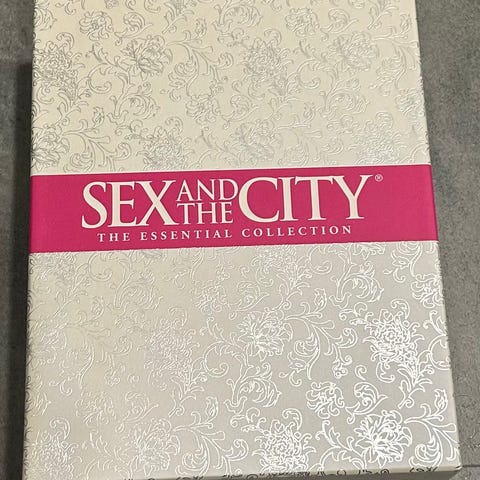 SEX AND THE CITY®
THE ESSENTIAL COLLECTION